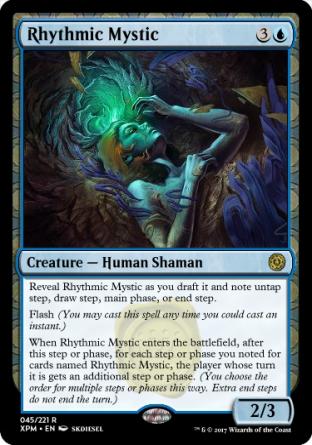 Rhythmic Mystic 3
Creature — Human Shaman
Reveal Rhythmic Mystic as you draft it and note untap
step, draw step, main phase, or end step.
Flash (You may cast this spell any time you could cast an
instant.)
When Rhythmic Mystic enters the battlefield, after
this step or phase, for each step or phase you noted for
cards named Rhythmic Mystic, the player whose turn
it is gets an additional step or phase. (You choose the
order for multiple steps or phases this way. Extra end steps
do not end the turn.)
2/3
045/221 R
XPM • EN SKDIESEL
™ & © 2017 Wizards of the Coast